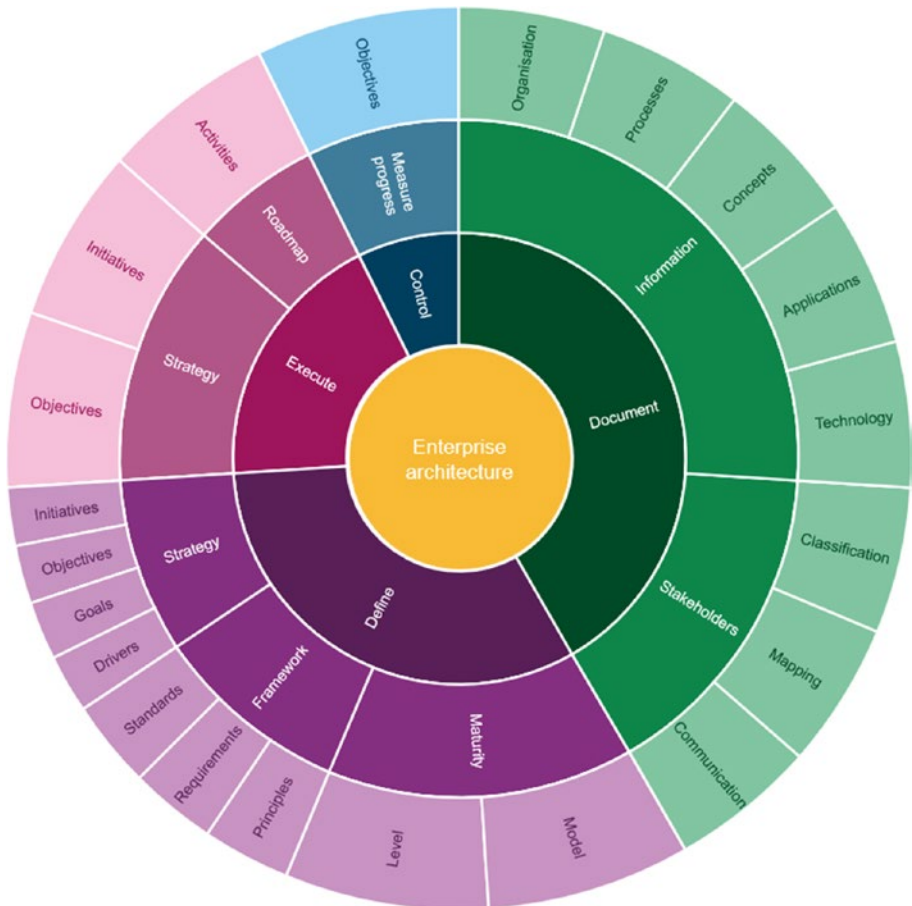 Enterprise
architecture
Document
Information
Organisation
Processes
Concepts
Applications
Technology
Stakeholders
Classification
Mapping
Communication
Define
Maturity
Model
Level
Framework
Principles
Requirements
Standards
Strategy
Drivers
Goals
Objectives
Initiatives
Execute
Strategy
Objectives
Initiatives
Roadmap
Activities
Control
Measure
progress
Objectives